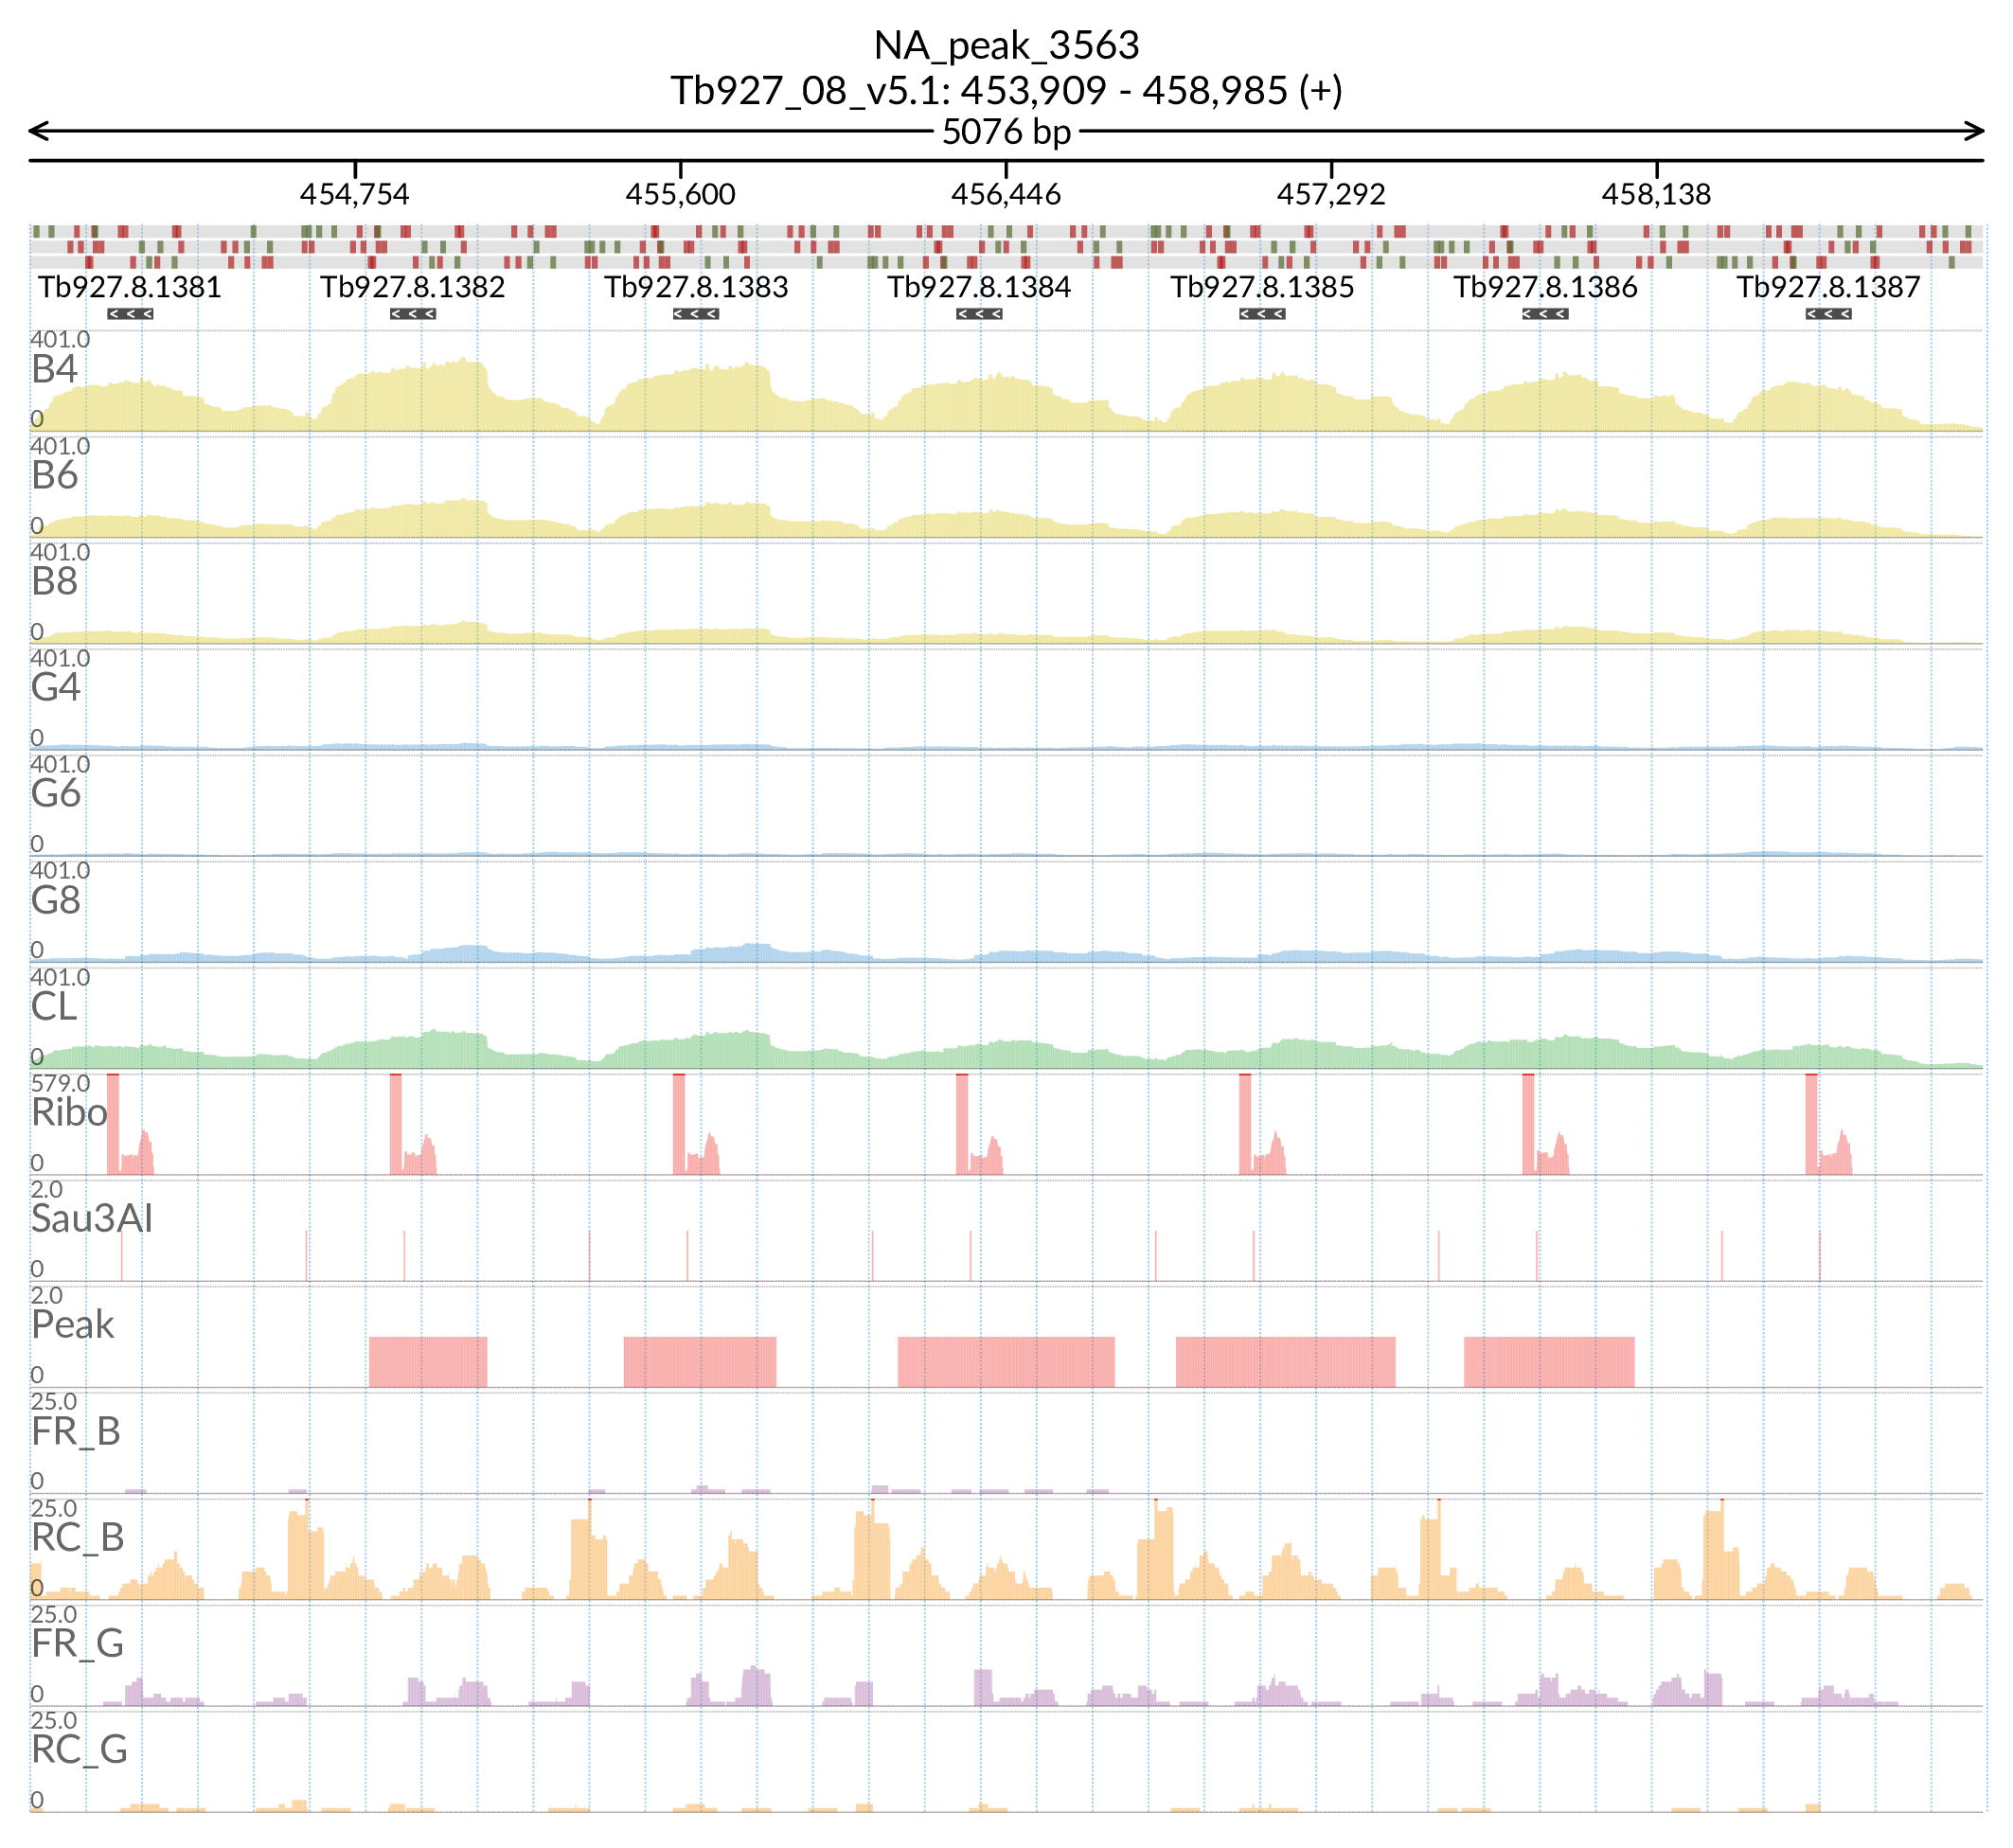 NA_peak_3563
Tb927_08_v5.1: 453,909 - 458,985 (+)
5076 bp
454,754 455,600 456,446 457,292 458,138
Tb927.8.1381 Tb927.8.1382 Tb927.8.1383 Tb927.8.1384 Tb927.8.1385 Tb927.8.1386 Tb927.8.1387
401.0
B4
0
401.0
B6
0
401.0
B8
0
401.0
G4
0
401.0
G6
0
401.0
G8
0
401.0
CL
0
579.0
Ribo
0
2.0
Sau3AI
0
2.0
Peak
0
25.0
FR_B
0
25.0
RC_B
0
25.0
FR_G
0
25.0
RC_G
0